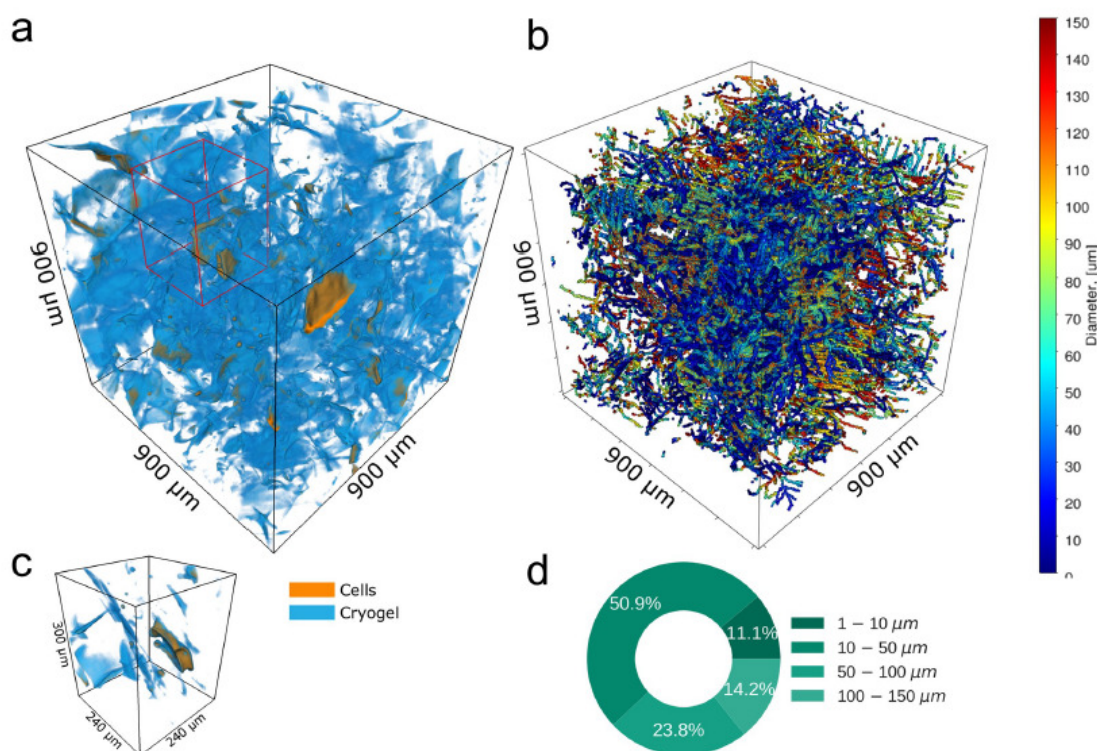 a
900 μm
900 μm
900 μm
b
900 μm
900 μm
900 μm
150
140
130
120
110
100
90
80
70
60
50
40
30
20
10
0
Diameter, [um]
c
300 μm
240 μm
240 μm
Cells
Cryogel
d
50.9%
11.1%
14.2%
23.8%
1 – 10 μm
10 – 50 μm
50 – 100 μm
100 – 150 μm